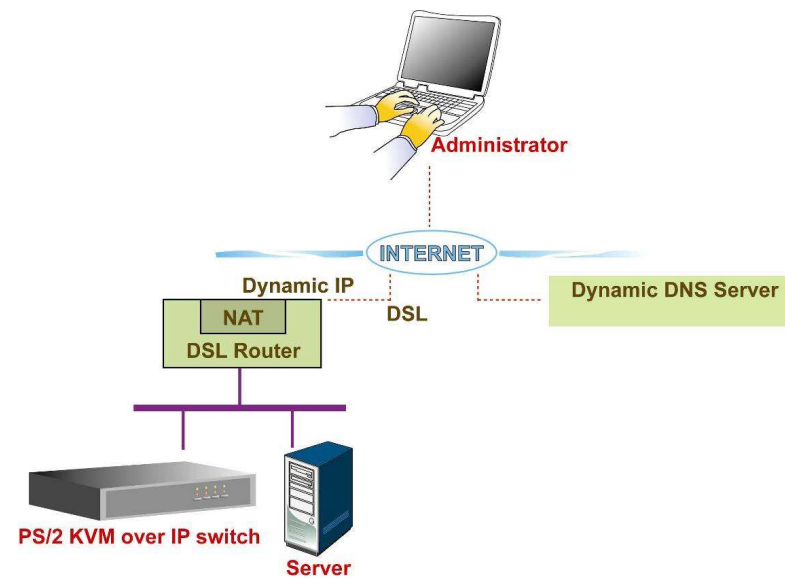 Administrator
INTERNET
Dynamic IP
Dynamic DNS Server
DSL
NAT
DSL Router
PS/2 KVM over IP switch
Server